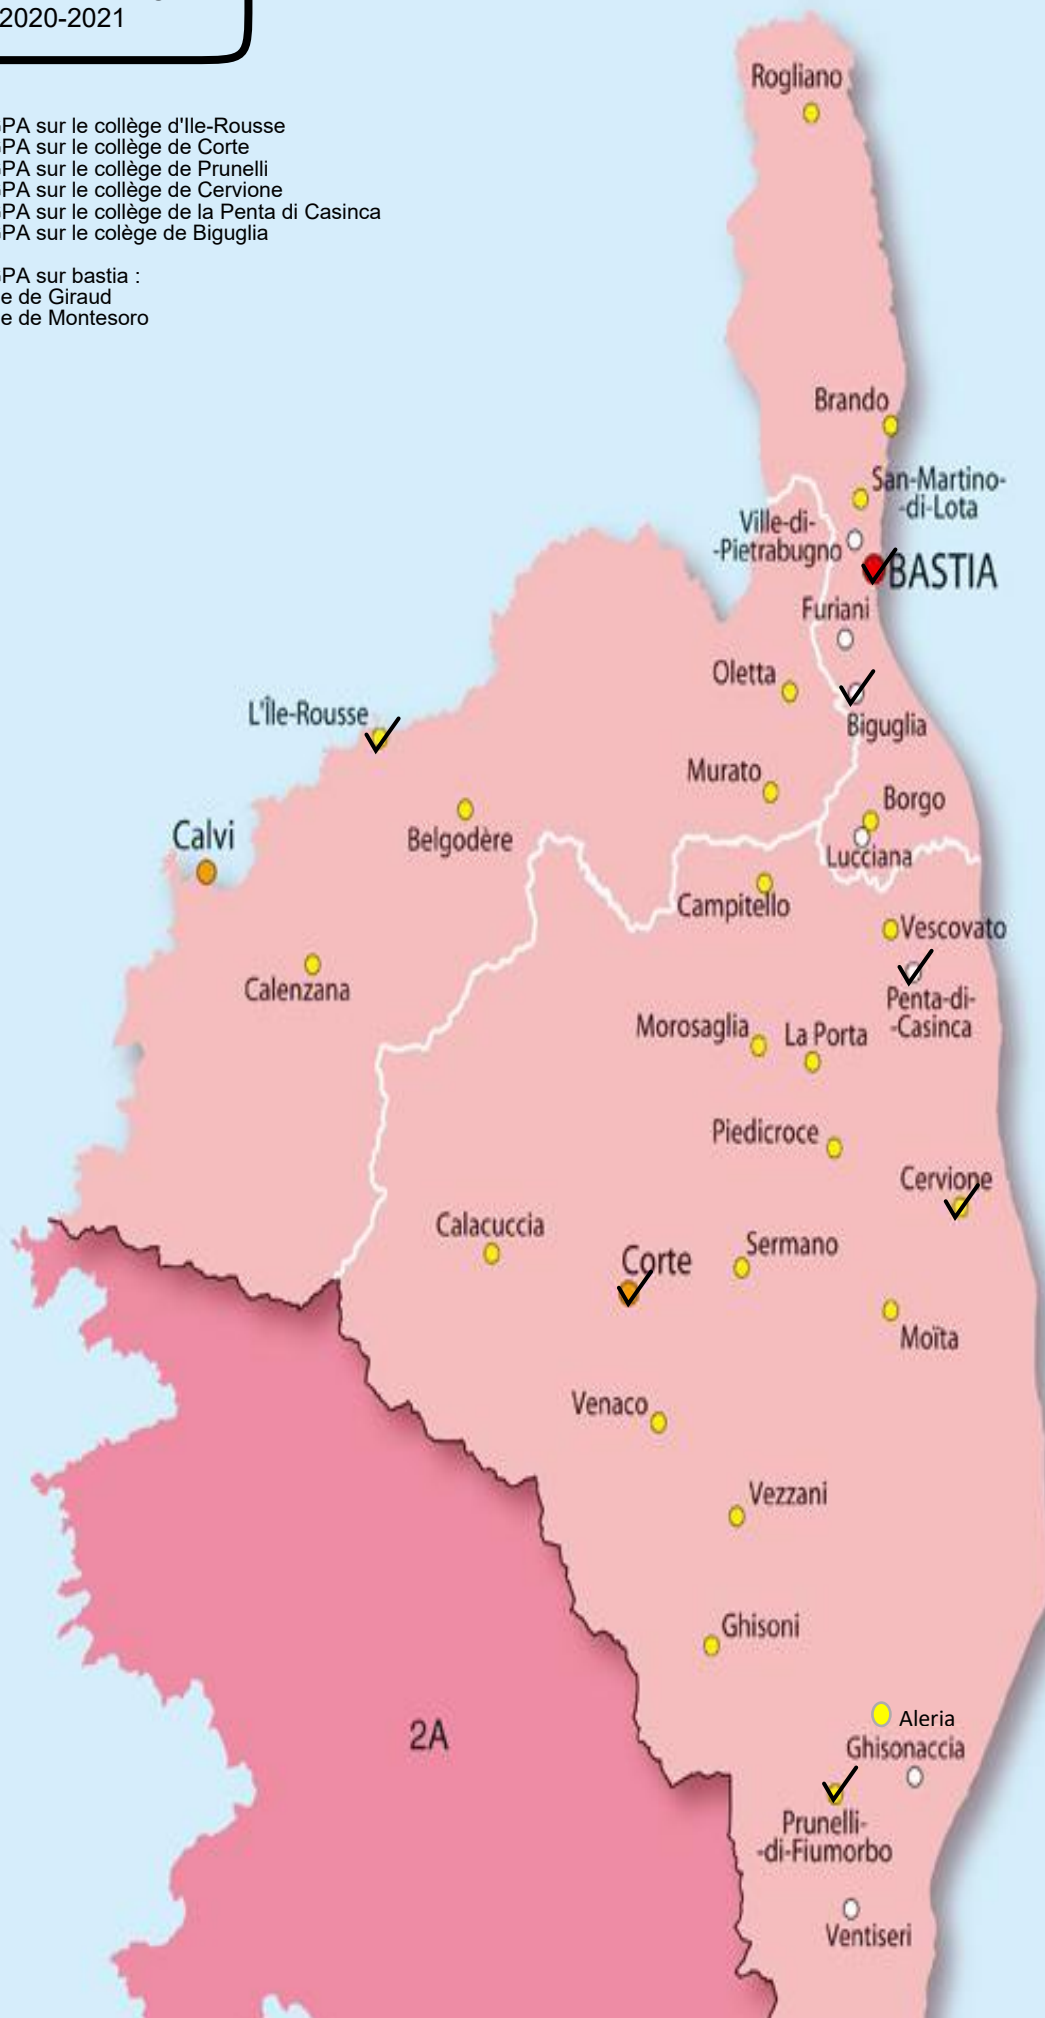 2020-2021
PA sur le collège d'Ile-Rousse
PA sur le collège de Corte
PA sur le collège de Prunelli
PA sur le collège de Cervione
PA sur le collège de la Penta di Casinca
PA sur le colège de Biguglia
PA sur bastia :
e de Giraud
e de Montesoro
Rogliano
Brando
San-Martino-
-di-Lota
Ville-di-
-Pietrabugno
BASTIA
Furiani
Oletta
L'Île-Rousse
Biguglia
Murato
Borgo
Calvi
Belgodère
Lucciana
Campitello
Vescovato
Calenzana
Penta-di-
-Casinca
Morosaglia
La Porta
Piedicroce
Cervione
Calacuccia
Sermano
Corte
Moïta
Venaco
Vezzani
Ghisoni
2A
Aleria
Ghisonaccia
Prunelli-
-di-Fiumorbo
Ventiseri